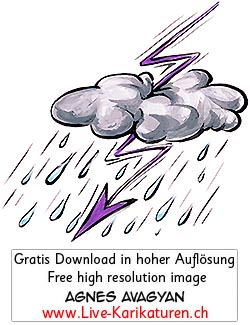 Gratis Download in hoher Auflösung
Free high resolution image
AGNES AVAGYAN
www.Live-Karikaturen.ch